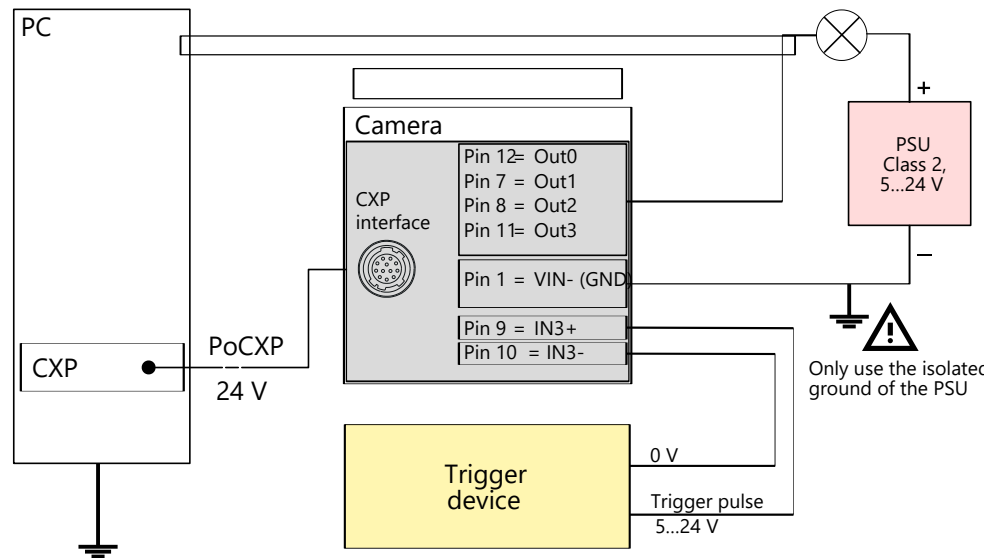 PC
Camera
Pin 12= Out0
Pin 7 = Out1
Pin 8 = Out2
Pin 11= Out3
CXP
interface
Pin 1 = VIN- (GND)
Pin 9 = IN3+
Pin 10 = IN3-
+
PSU
Class 2,
5...24 V
–
Only use the isolated
ground of the PSU
CXP
PoCXP
24 V
Trigger
device
0 V
Trigger pulse
5...24 V